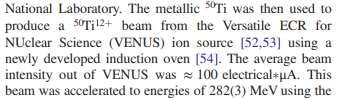 National Laboratory. The metallic ⁵⁰Ti was then used to
produce a ⁵⁰Ti¹²⁺ beam from the Versatile ECR for
NUclear Science (VENUS) ion source [52,53] using a
newly developed induction oven [54]. The average beam
intensity out of VENUS was ≈ 100 electrical*μA. This
beam was accelerated to energies of 282(3) MeV using the